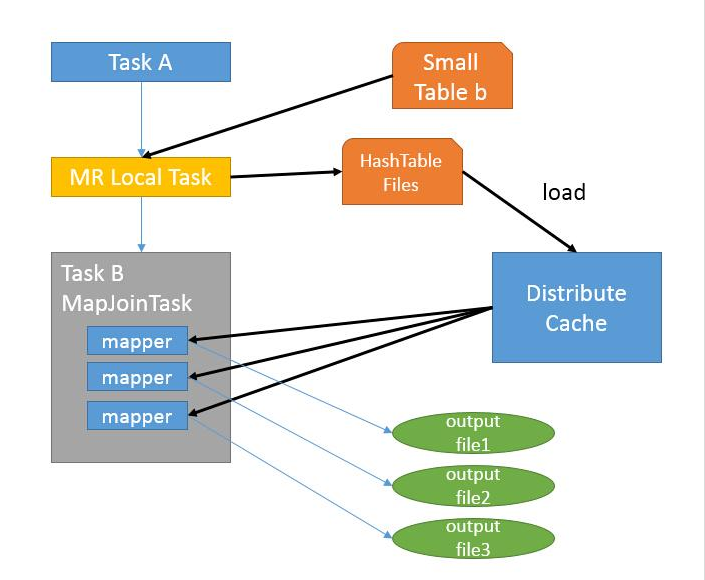 Task A
Small
Table b
MR Local Task
HashTable
Files
load
Task B
MapJoinTask
mapper
mapper
mapper
Distribute
Cache
output
file1
output
file2
output
file3